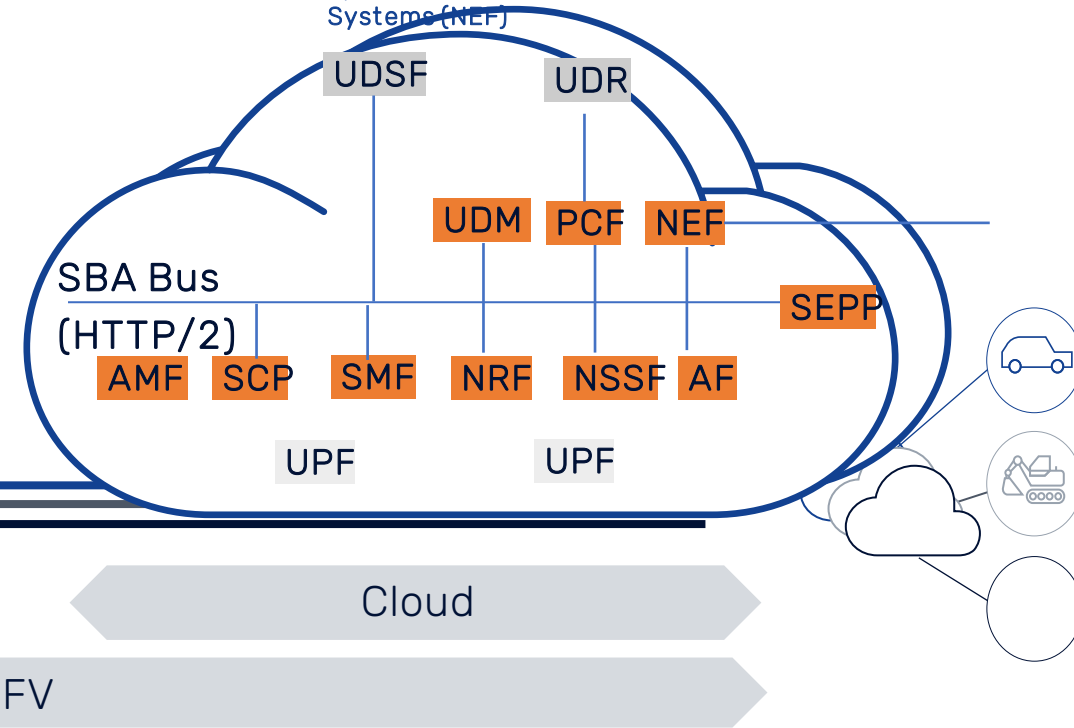 Systems (NEF)
UDSF
UDR
UDM
PCF
NEF
SBA Bus
(HTTP/2)
SEPP
AMF
SCP
SMF
NRF
NSSF
AF
UPF
UPF
Cloud
FV